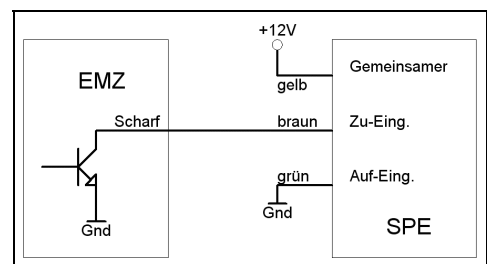 +12V
Gemeinsamer
EMZ
gelb
Scharf
braun
Zu-Eing.
grün
Auf-Eing.
Gnd
Gnd
SPE